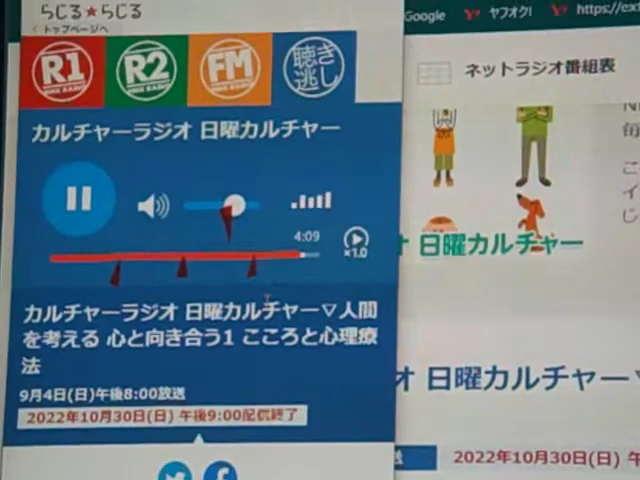 らじる★らじる
トップページへ
R1
R2
FM
聴き逃し
カルチャーラジオ 日曜カルチャー
4:09
×1.0
カルチャーラジオ 日曜カルチャー▽人間
を考える 心と向き合う1 こころと心理療
法
9月4日(日)午後8:00放送
2022年10月30日(日) 午後9:00配信終了
Google
ヤフオク!
https://ext
ネットラジオ番組表
毎
こ
イ
じ
オ 日曜カルチャー
オ 日曜カルチャー▽
2022年10月30日(日) 午